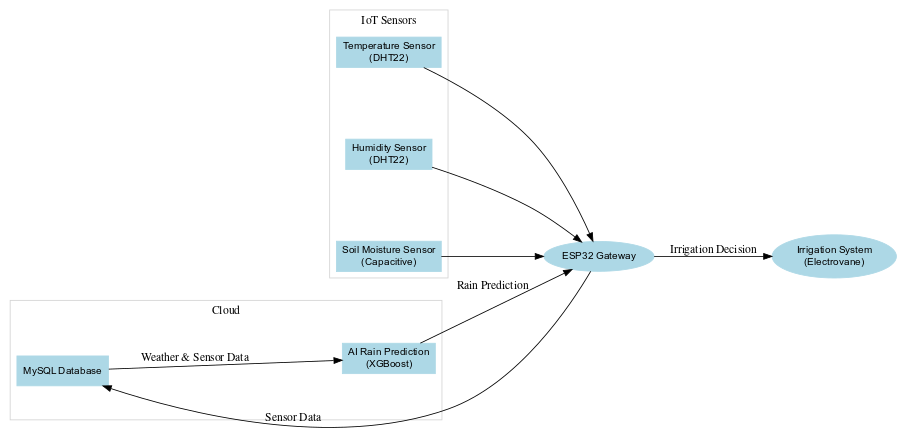 IoT Sensors
Temperature Sensor
(DHT22)
Humidity Sensor
(DHT22)
Soil Moisture Sensor
(Capacitive)
ESP32 Gateway
Irrigation Decision
Irrigation System
(Electrovane)
Rain Prediction
Cloud
MySQL Database
Weather & Sensor Data
AI Rain Prediction
(XGBoost)
Sensor Data